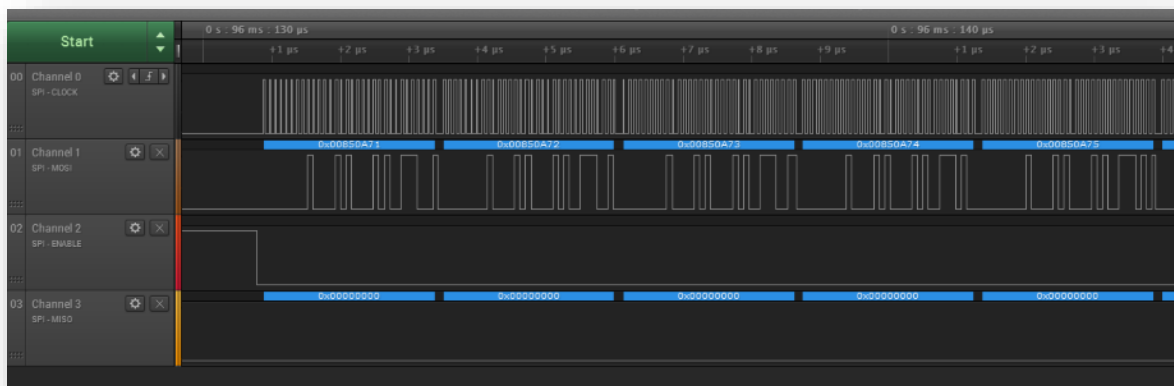 Start
0 s : 96 ms : 130 µs
0 s : 96 ms : 140 µs
+1 µs +2 µs +3 µs +4 µs +5 µs +6 µs +7 µs +8 µs +9 µs +1 µs +2 µs +3 µs +4
00 Channel 0
SPI - CLOCK
01 Channel 1
SPI - MOSI
0x00850A71 0x00850A72 0x00850A73 0x00850A74 0x00850A75
02 Channel 2
SPI - ENABLE
03 Channel 3
SPI - MISO
0x00000000 0x00000000 0x00000000 0x00000000 0x00000000